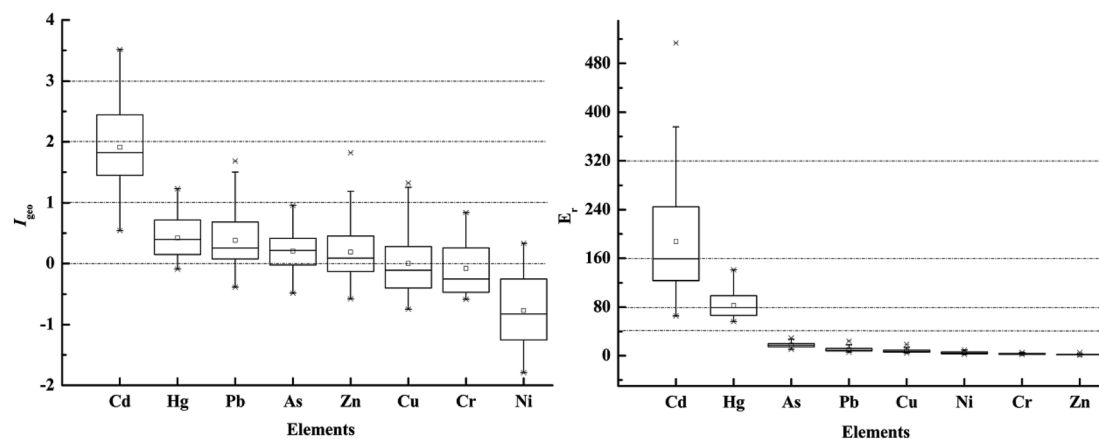 4
3
2
1
0
-1
-2
I_geo
Cd Hg Pb As Zn Cu Cr Ni
Elements
480
400
320
240
160
80
0
E_r
Cd Hg As Pb Cu Ni Cr Zn
Elements